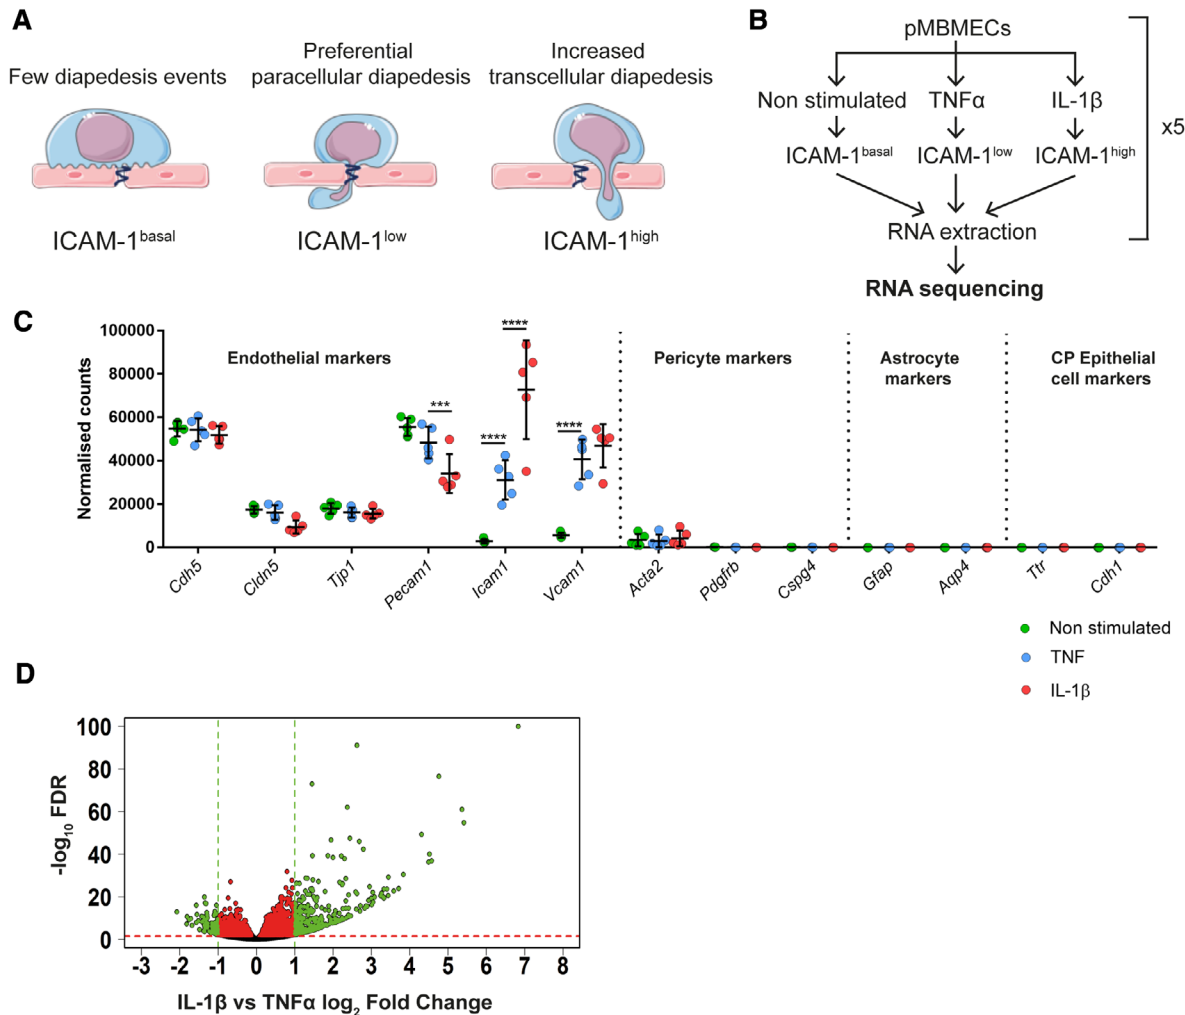 A
Few diapedesis events
Preferential
paracellular diapedesis
Increased
transcellular diapedesis
ICAM-1basal
ICAM-1low
ICAM-1high
B
pMBMECs
Non stimulated
TNFα
IL-1β
ICAM-1basal
ICAM-1low
ICAM-1high
x5
RNA extraction
RNA sequencing
C
Normalised counts
100000
80000
60000
40000
20000
0
Endothelial markers
Pericyte markers
Astrocyte
markers
CP Epithelial
cell markers
***
****
****
****
Cdh5
Cldn5
Tjp1
Pecam1
Icam1
Vcam1
Acta2
Pdgfrb
Cspg4
Gfap
Aqp4
Ttr
Cdh1
Non stimulated
TNF
IL-1β
D
-log10 FDR
100
80
60
40
20
0
-3 -2 -1 0 1 2 3 4 5 6 7 8
IL-1β vs TNFα log2 Fold Change